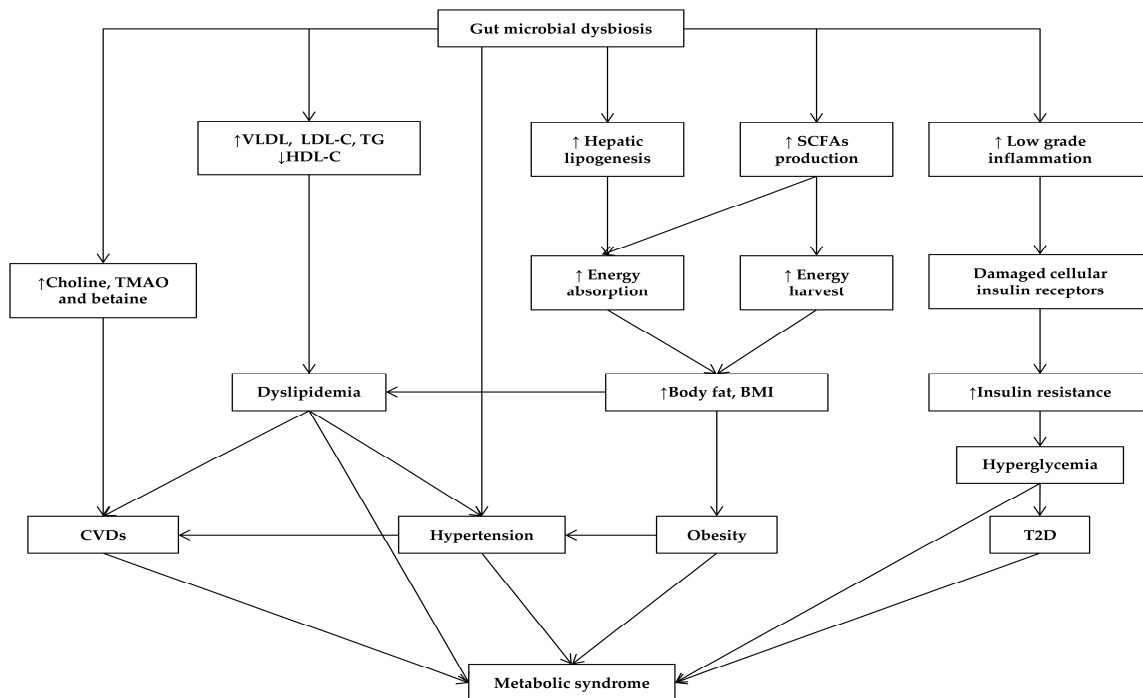 Gut microbial dysbiosis
↑VLDL, LDL-C, TG
↓HDL-C
↑ Hepatic
lipogenesis
↑ SCFAs
production
↑ Low grade
inflammation
↑Choline, TMAO
and betaine
↑ Energy
absorption
↑ Energy
harvest
Damaged cellular
insulin receptors
Dyslipidemia
↑Body fat, BMI
↑Insulin resistance
Hyperglycemia
CVDs
Hypertension
Obesity
T2D
Metabolic syndrome